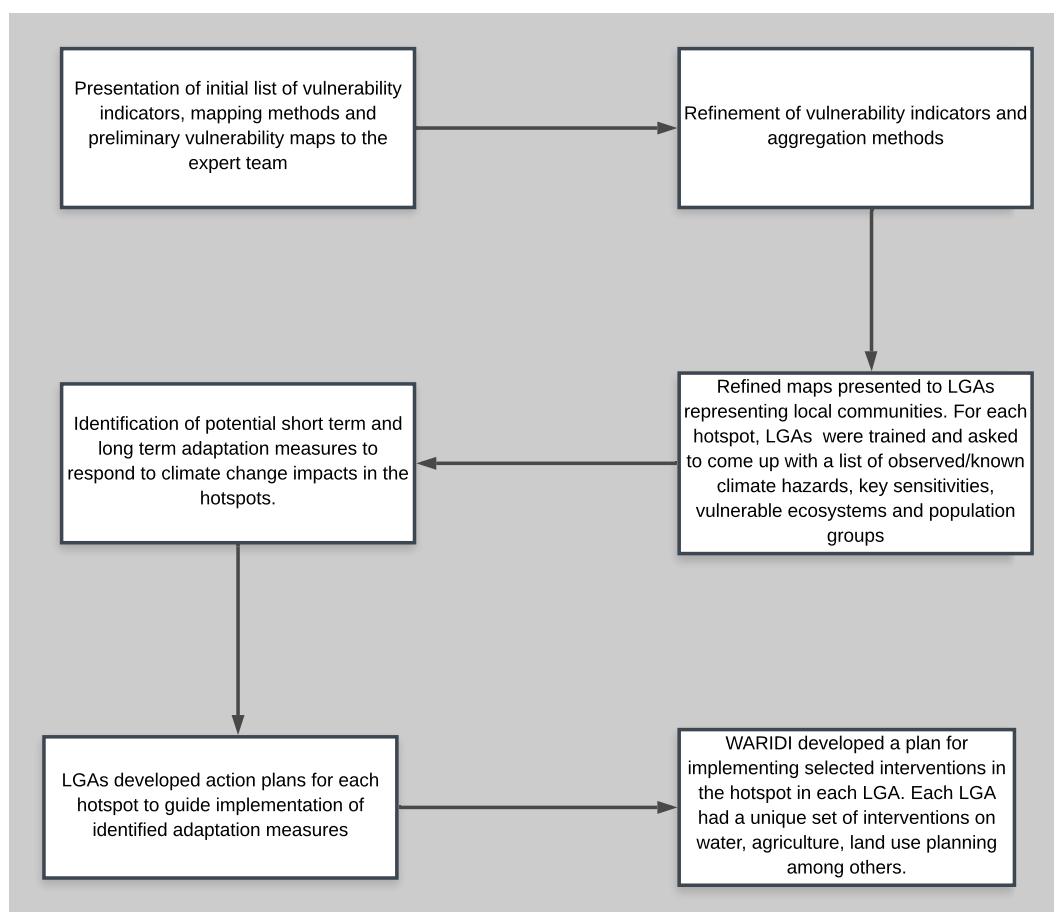 Presentation of initial list of vulnerability
indicators, mapping methods and
preliminary vulnerability maps to the
expert team
Refinement of vulnerability indicators and
aggregation methods
Refined maps presented to LGAs
representing local communities. For each
hotspot, LGAs  were trained and asked
to come up with a list of observed/known
climate hazards, key sensitivities,
vulnerable ecosystems and population
groups
Identification of potential short term and
long term adaptation measures to
respond to climate change impacts in the
hotspots.
LGAs developed action plans for each
hotspot to guide implementation of
identified adaptation measures
WARIDI developed a plan for
implementing selected interventions in
the hotspot in each LGA. Each LGA
had a unique set of interventions on
water, agriculture, land use planning
among others.